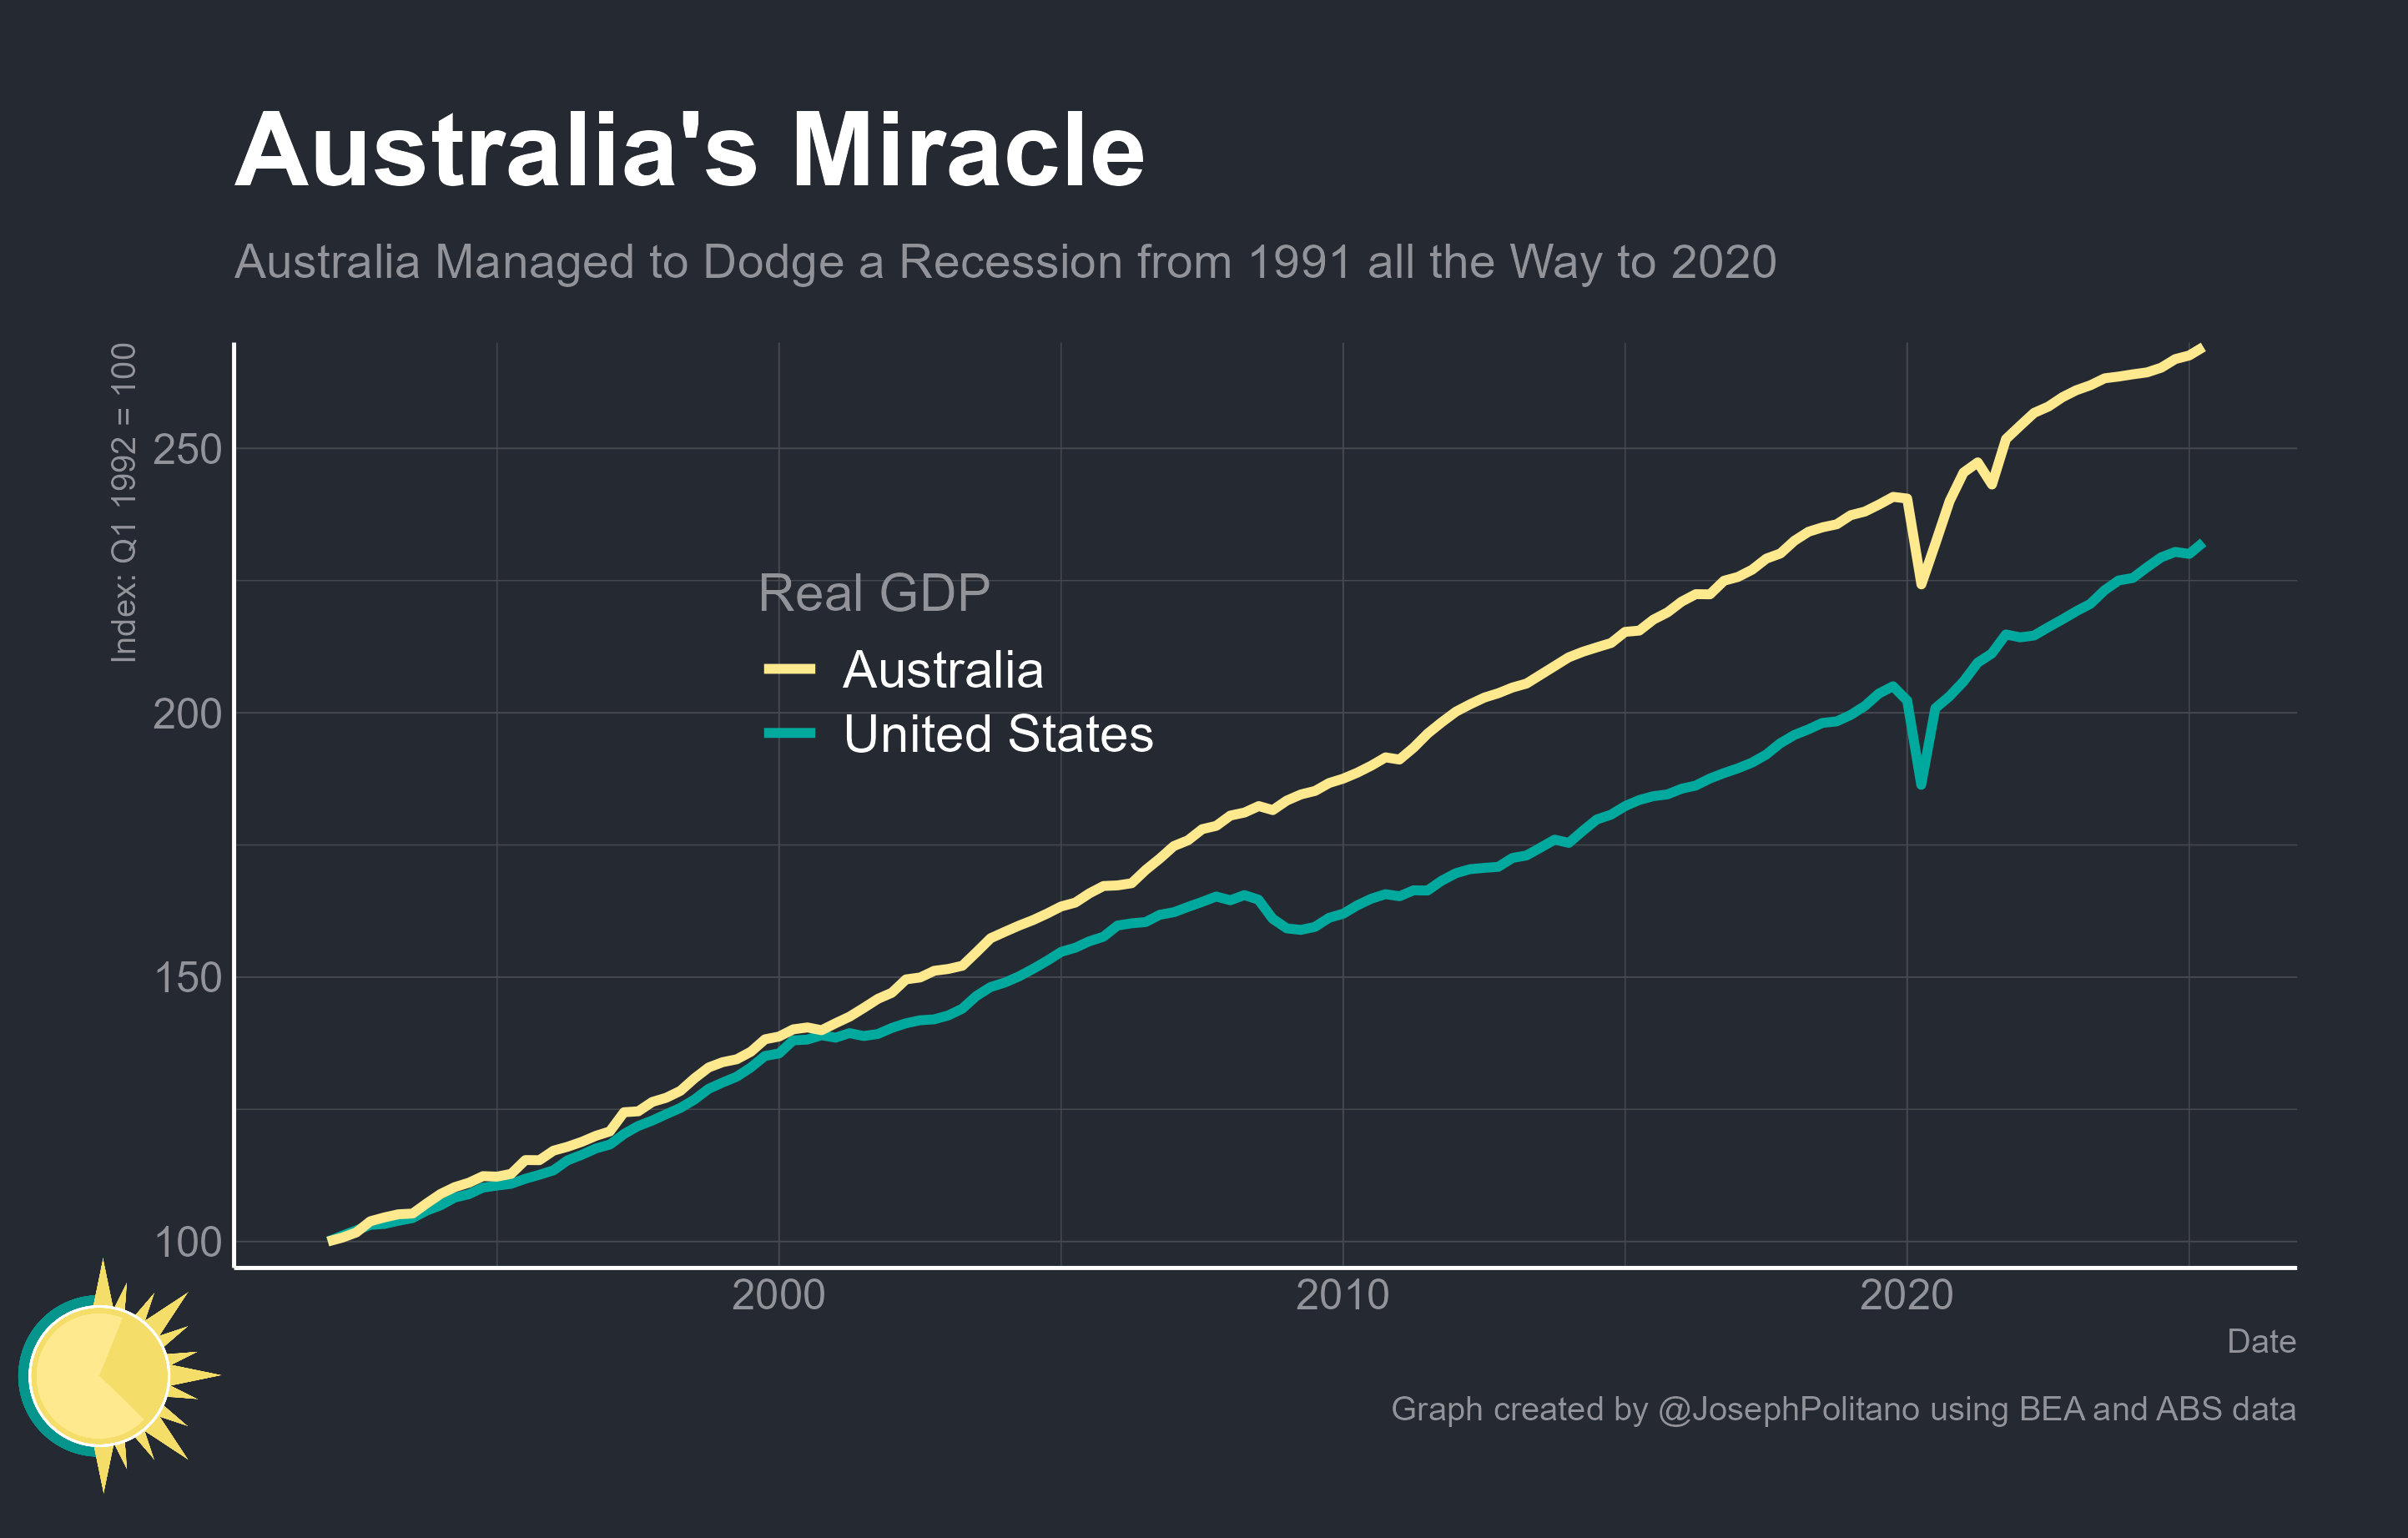 Australia's Miracle
Australia Managed to Dodge a Recession from 1991 all the Way to 2020
Index: Q1 1992 = 100
250
200
150
100
Real GDP
Australia
United States
2000
2010
2020
Date
Graph created by @JosephPolitano using BEA and ABS data